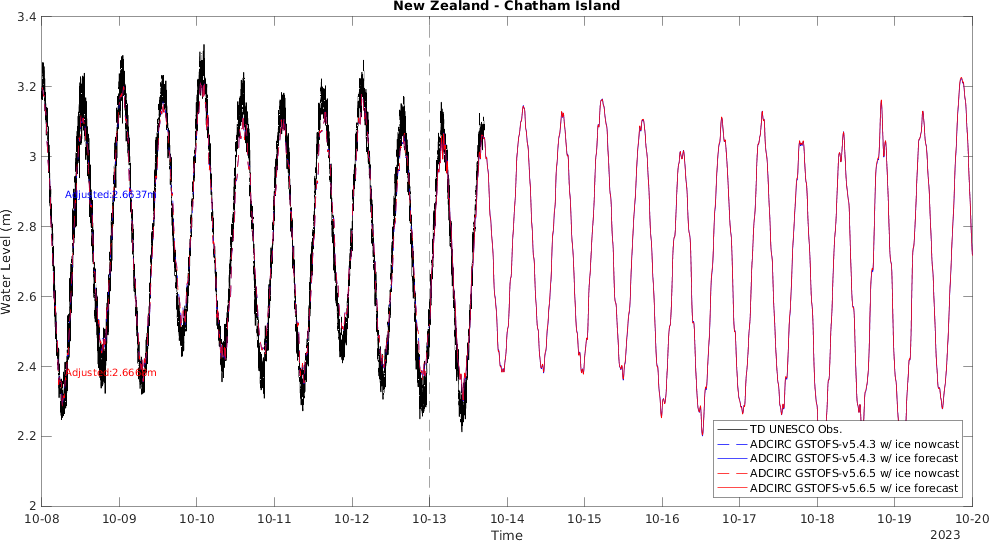 New Zealand - Chatham Island
3.4
3.2
3
2.8
2.6
2.4
2.2
2
Water Level (m)
Adjusted:2.6637m
TD UNESCO Obs.
ADCIRC GSTOFS-v5.4.3 w/ ice nowcast
ADCIRC GSTOFS-v5.4.3 w/ ice forecast
ADCIRC GSTOFS-v5.6.5 w/ ice nowcast
ADCIRC GSTOFS-v5.6.5 w/ ice forecast
10-08
10-09
10-10
10-11
10-12
10-13
10-14
10-15
10-16
10-17
10-18
10-19
10-20
Time
2023